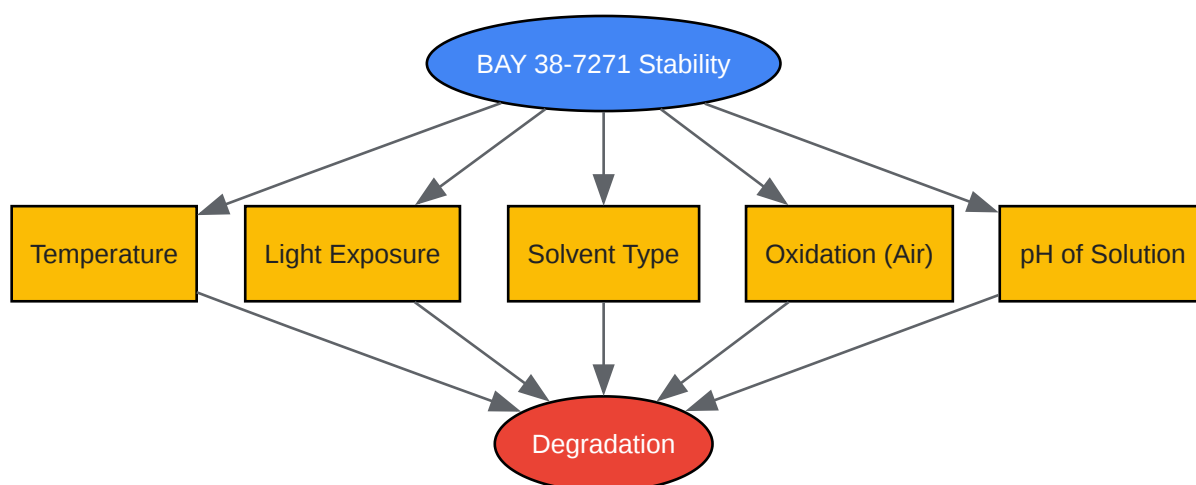 BAY 38-7271 Stability
Temperature
Light Exposure
Solvent Type
Oxidation (Air)
pH of Solution
Degradation